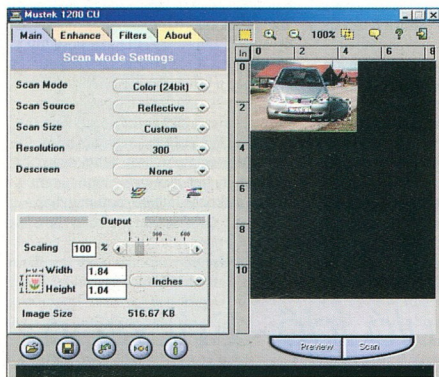 Mustek 1200 CU
Main Enhance Filters About
100% ?
Scan Mode Settings
In 0 2 4 6 8
0
Scan Mode Color (24bit)
Scan Source Reflective
2
Scan Size Custom
Resolution 300
4
Descreen None
6
Output
8
1 300 600
Scaling 100 %
Width 1.84
10
Inches
Height 1.04
Image Size 516.67 KB
Preview Scan